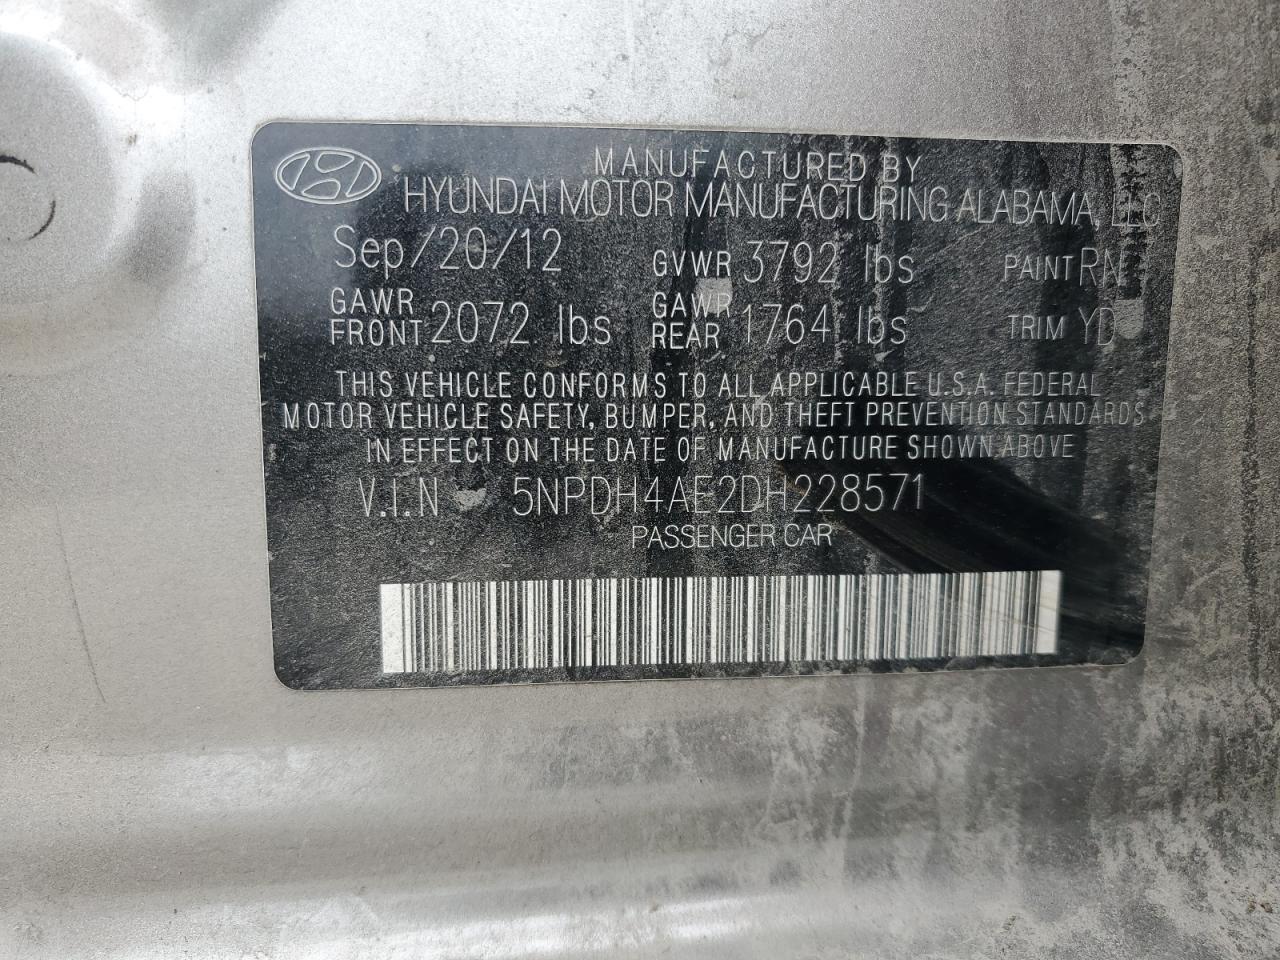 MANUFACTURED BY
HYUNDAI MOTOR MANUFACTURING ALABAMA, LLC
Sep/20/12 GVWR 3792 lbs PAINT RN
GAWR FRONT 2072 lbs GAWR REAR 1764 lbs TRIM YD
THIS VEHICLE CONFORMS TO ALL APPLICABLE U.S.A. FEDERAL
MOTOR VEHICLE SAFETY, BUMPER, AND THEFT PREVENTION STANDARDS
IN EFFECT ON THE DATE OF MANUFACTURE SHOWN ABOVE
V.I.N 5NPDH4AE2DH228571
PASSENGER CAR